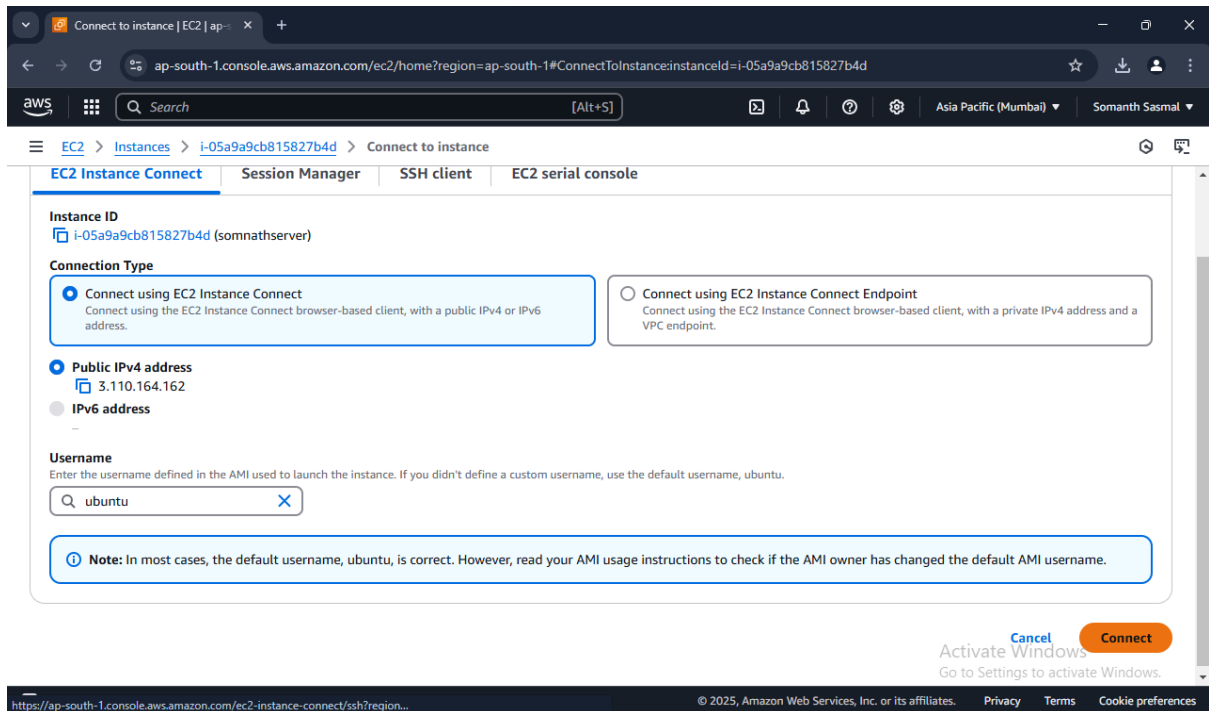 Connect to instance | EC2 | ap-s
ap-south-1.console.aws.amazon.com/ec2/home?region=ap-south-1#ConnectToInstance:instanceId=i-05a9a9cb815827b4d
aws Search [Alt+S] Asia Pacific (Mumbai) Somanth Sasmal
EC2 > Instances > i-05a9a9cb815827b4d > Connect to instance
EC2 Instance Connect Session Manager SSH client EC2 serial console
Instance ID
i-05a9a9cb815827b4d (somnathserver)
Connection Type
Connect using EC2 Instance Connect
Connect using the EC2 Instance Connect browser-based client, with a public IPv4 or IPv6
address.
Connect using EC2 Instance Connect Endpoint
Connect using the EC2 Instance Connect browser-based client, with a private IPv4 address and a
VPC endpoint.
Public IPv4 address
3.110.164.162
IPv6 address
–
Username
Enter the username defined in the AMI used to launch the instance. If you didn't define a custom username, use the default username, ubuntu.
ubuntu
Note: In most cases, the default username, ubuntu, is correct. However, read your AMI usage instructions to check if the AMI owner has changed the default AMI username.
Cancel Connect
Activate Windows
Go to Settings to activate Windows.
https://ap-south-1.console.aws.amazon.com/ec2-instance-connect/ssh?region...
© 2025, Amazon Web Services, Inc. or its affiliates. Privacy Terms Cookie preferences